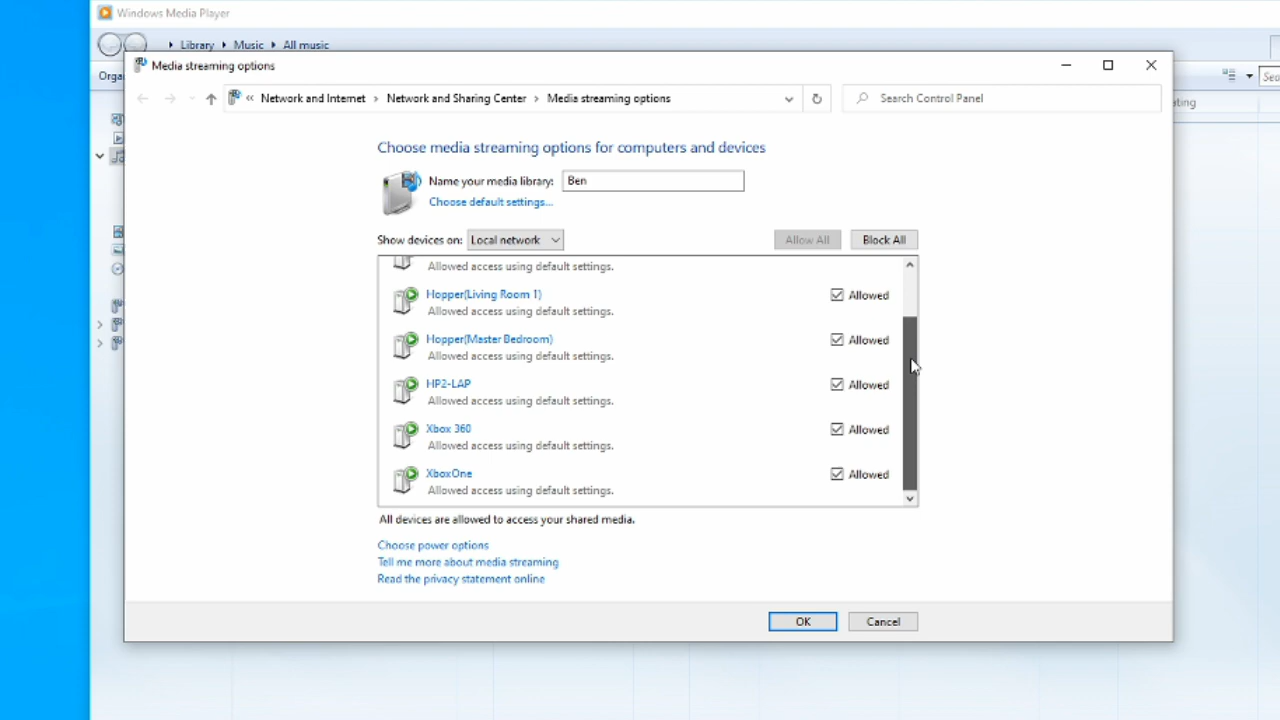 Windows Media Player
Library Music All music
Media streaming options
Orga
« Network and Internet > Network and Sharing Center > Media streaming options
Search Control Panel
Sea
ting
Choose media streaming options for computers and devices
Name your media library: Ben
Choose default settings...
Show devices on: Local network
Allow All
Block All
Allowed access using default settings.
Hopper(Living Room 1)
Allowed
Allowed access using default settings.
Hopper(Master Bedroom)
Allowed
Allowed access using default settings.
HP2-LAP
Allowed
Allowed access using default settings.
Xbox 360
Allowed
Allowed access using default settings.
XboxOne
Allowed
Allowed access using default settings.
All devices are allowed to access your shared media.
Choose power options
Tell me more about media streaming
Read the privacy statement online
OK
Cancel